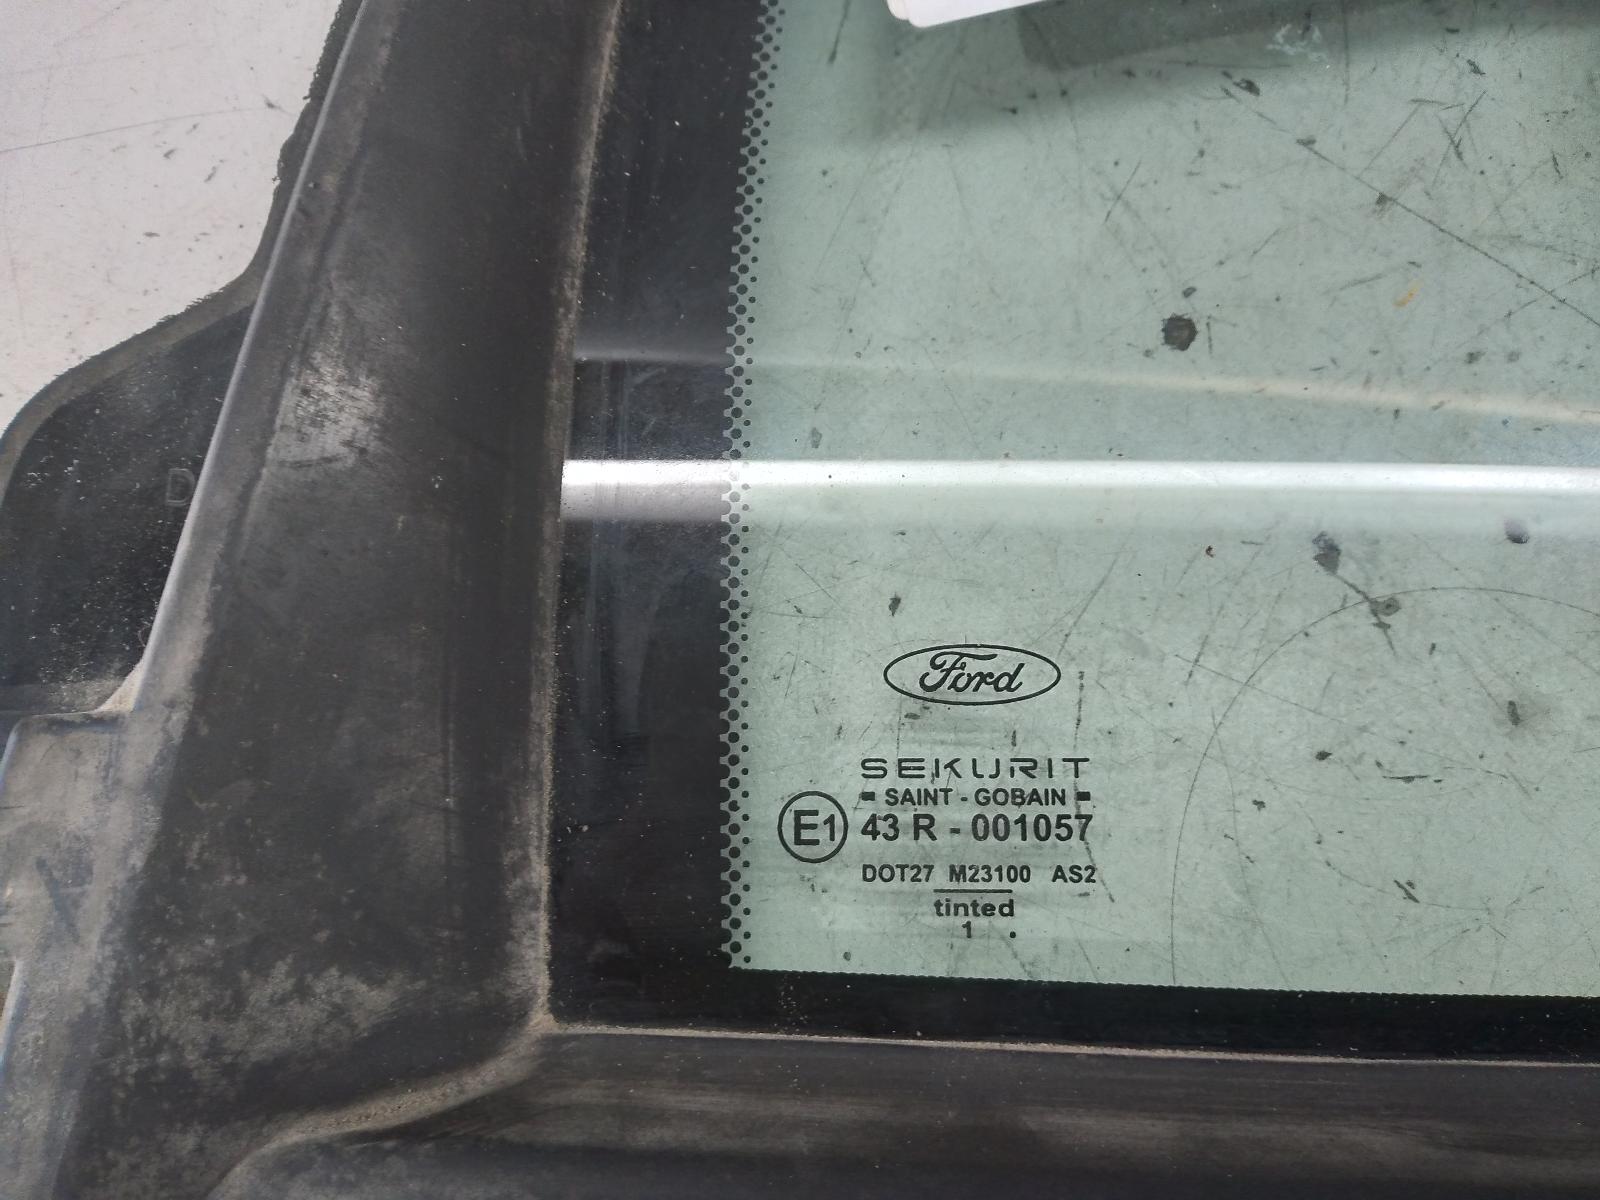 D
Ford
SEKURIT
SAINT - GOBAIN
E1 43 R - 001057
DOT27 M23100 AS2
tinted
1 .